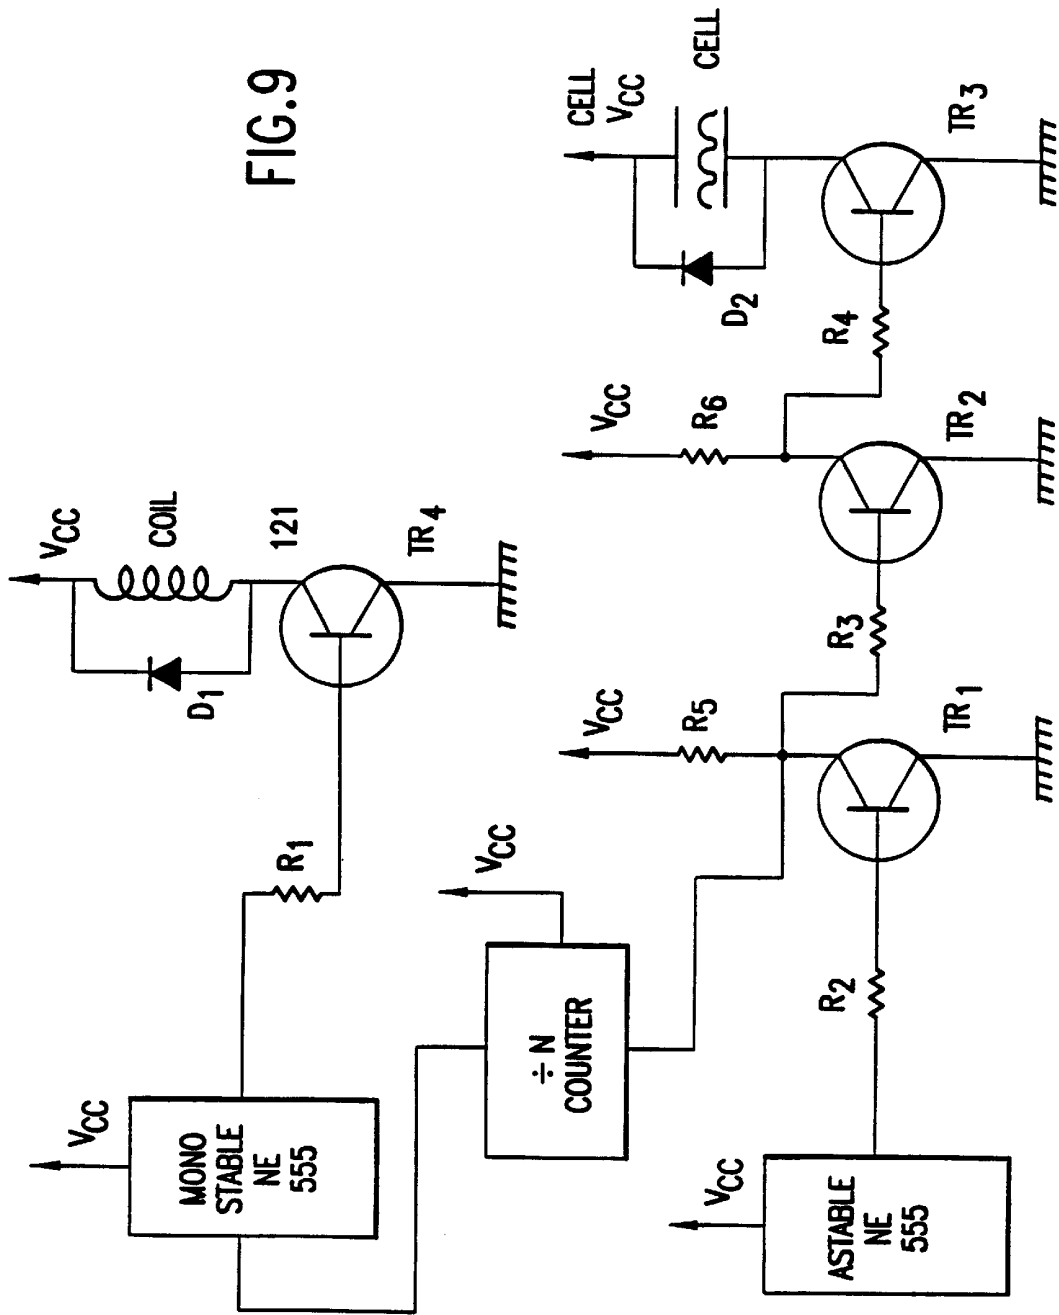 FIG.9
MONO
STABLE
NE
555
VCC
R1
VCC
COIL
D1
121
TR4
÷ N
COUNTER
VCC
ASTABLE
NE
555
VCC
R2
VCC
R5
TR1
R3
VCC
R6
TR2
R4
CELL
VCC
CELL
D2
TR3